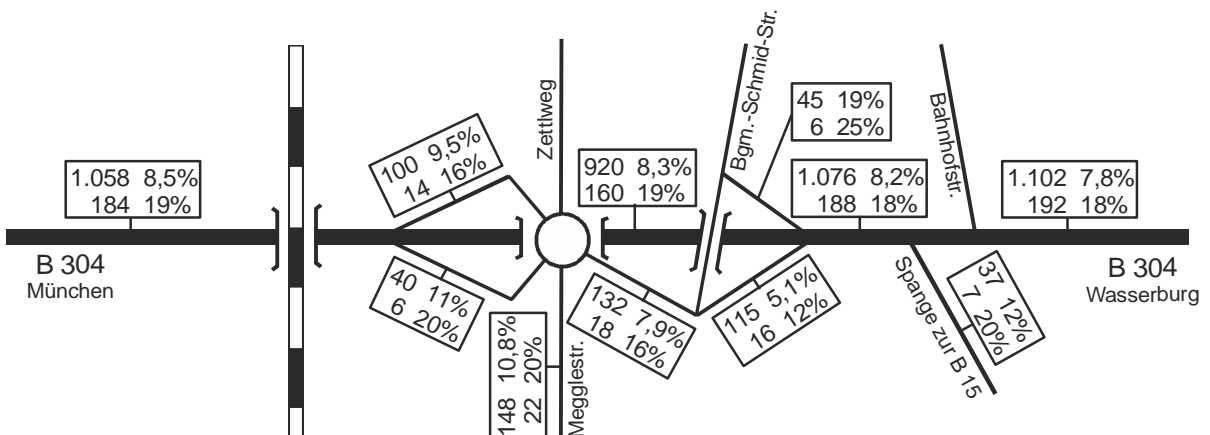 Bgm.-Schmid-Str.
Zettlweg
Bahnhofstr.
45 19%
6 25%
100 9,5%
14 16%
920 8,3%
160 19%
1.058 8,5%
184 19%
1.076 8,2%
188 18%
1.102 7,8%
192 18%
B 304
München
B 304
Wasserburg
40 11%
6 20%
132 7,9%
18 16%
115 5,1%
16 12%
Spange zur B 15
37 12%
7 20%
148 10,8%
22 20%
Megglestr.